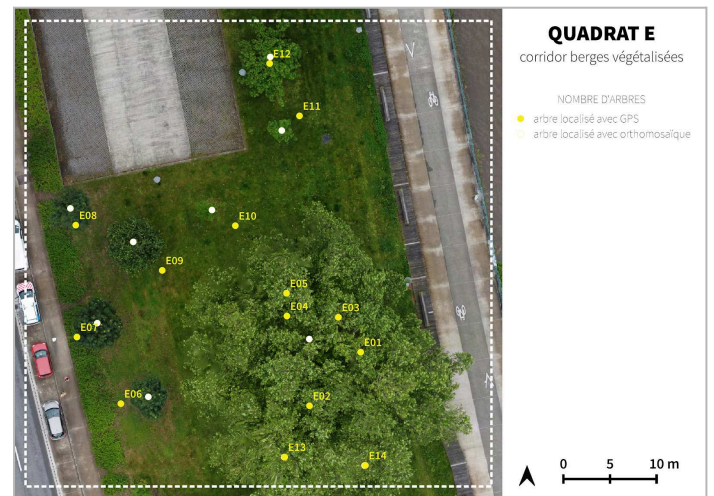 QUADRAT E
corridor berges végétalisées
NOMBRE D'ARBRES
arbre localisé avec GPS
arbre localisé avec orthomosaïque
E12
E11
E08
E10
E09
E05
E04
E03
E07
E01
E06
E02
E13
E14
0 5 10 m